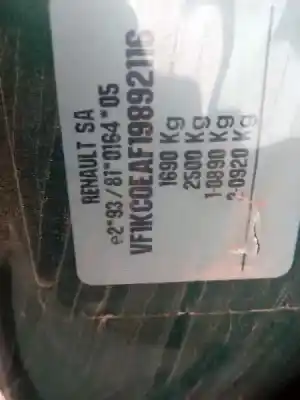 RENAULT SA
e2*93/81*0164*05
VF1KC0EAF19892116
1690 Kg
2500 Kg
1-0890 Kg
2-0920 Kg